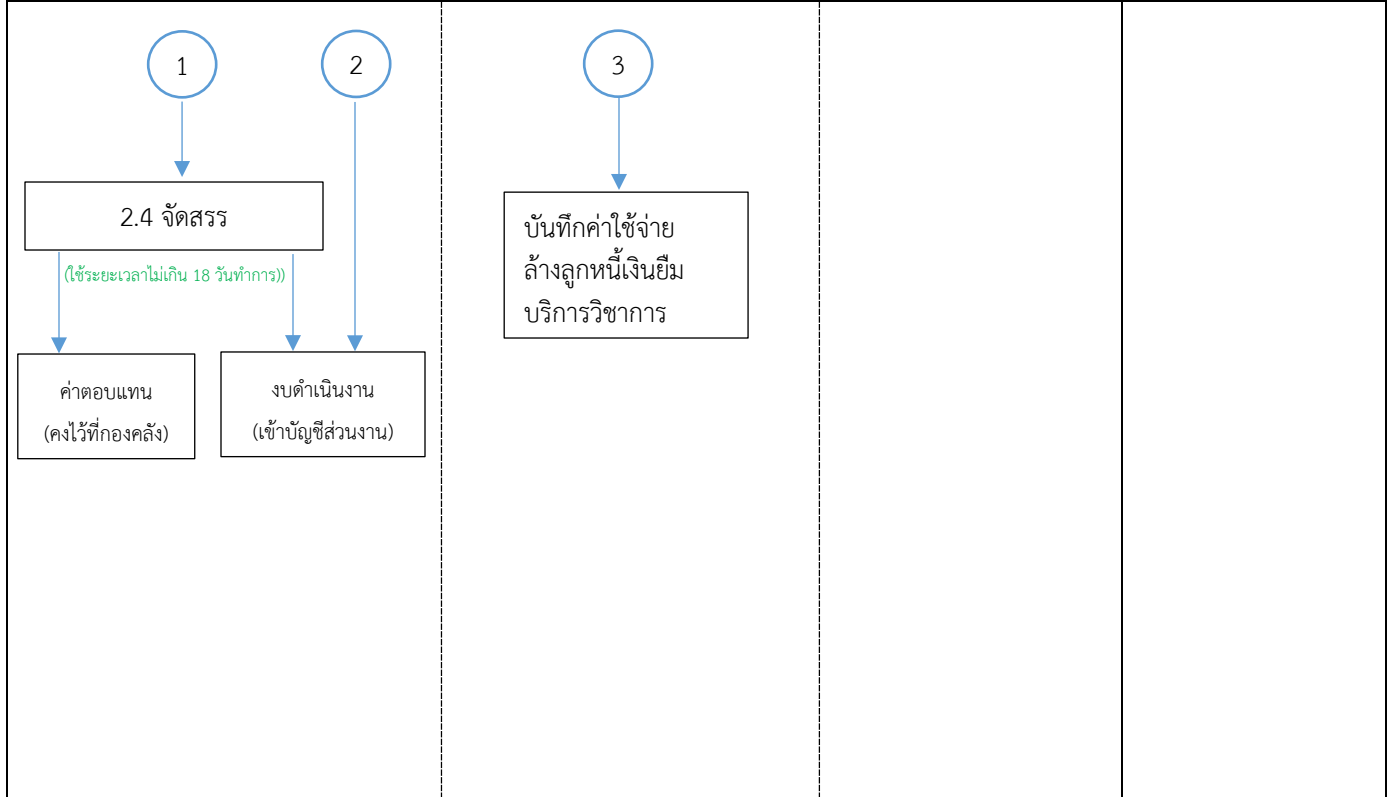 1
2
3
2.4 จัดสรร
(ใช้ระยะเวลาไม่เกิน 18 วันทำการ))
ค่าตอบแทน
(คงไว้ที่กองคลัง)
งบดำเนินงาน
(เข้าบัญชีส่วนงาน)
บันทึกค่าใช้จ่าย
ล้างลูกหนี้เงินยืม
บริการวิชาการ